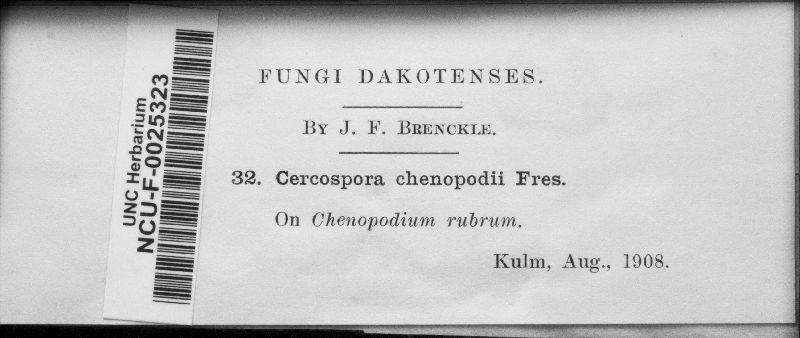 FUNGI DAKOTENSES.
BY J. F. BRENCKLE.
32. Cercospora chenopodii Fres.
On Chenopodium rubrum.
Kulm, Aug., 1908.
UNC Herbarium
NCU-F-0025323